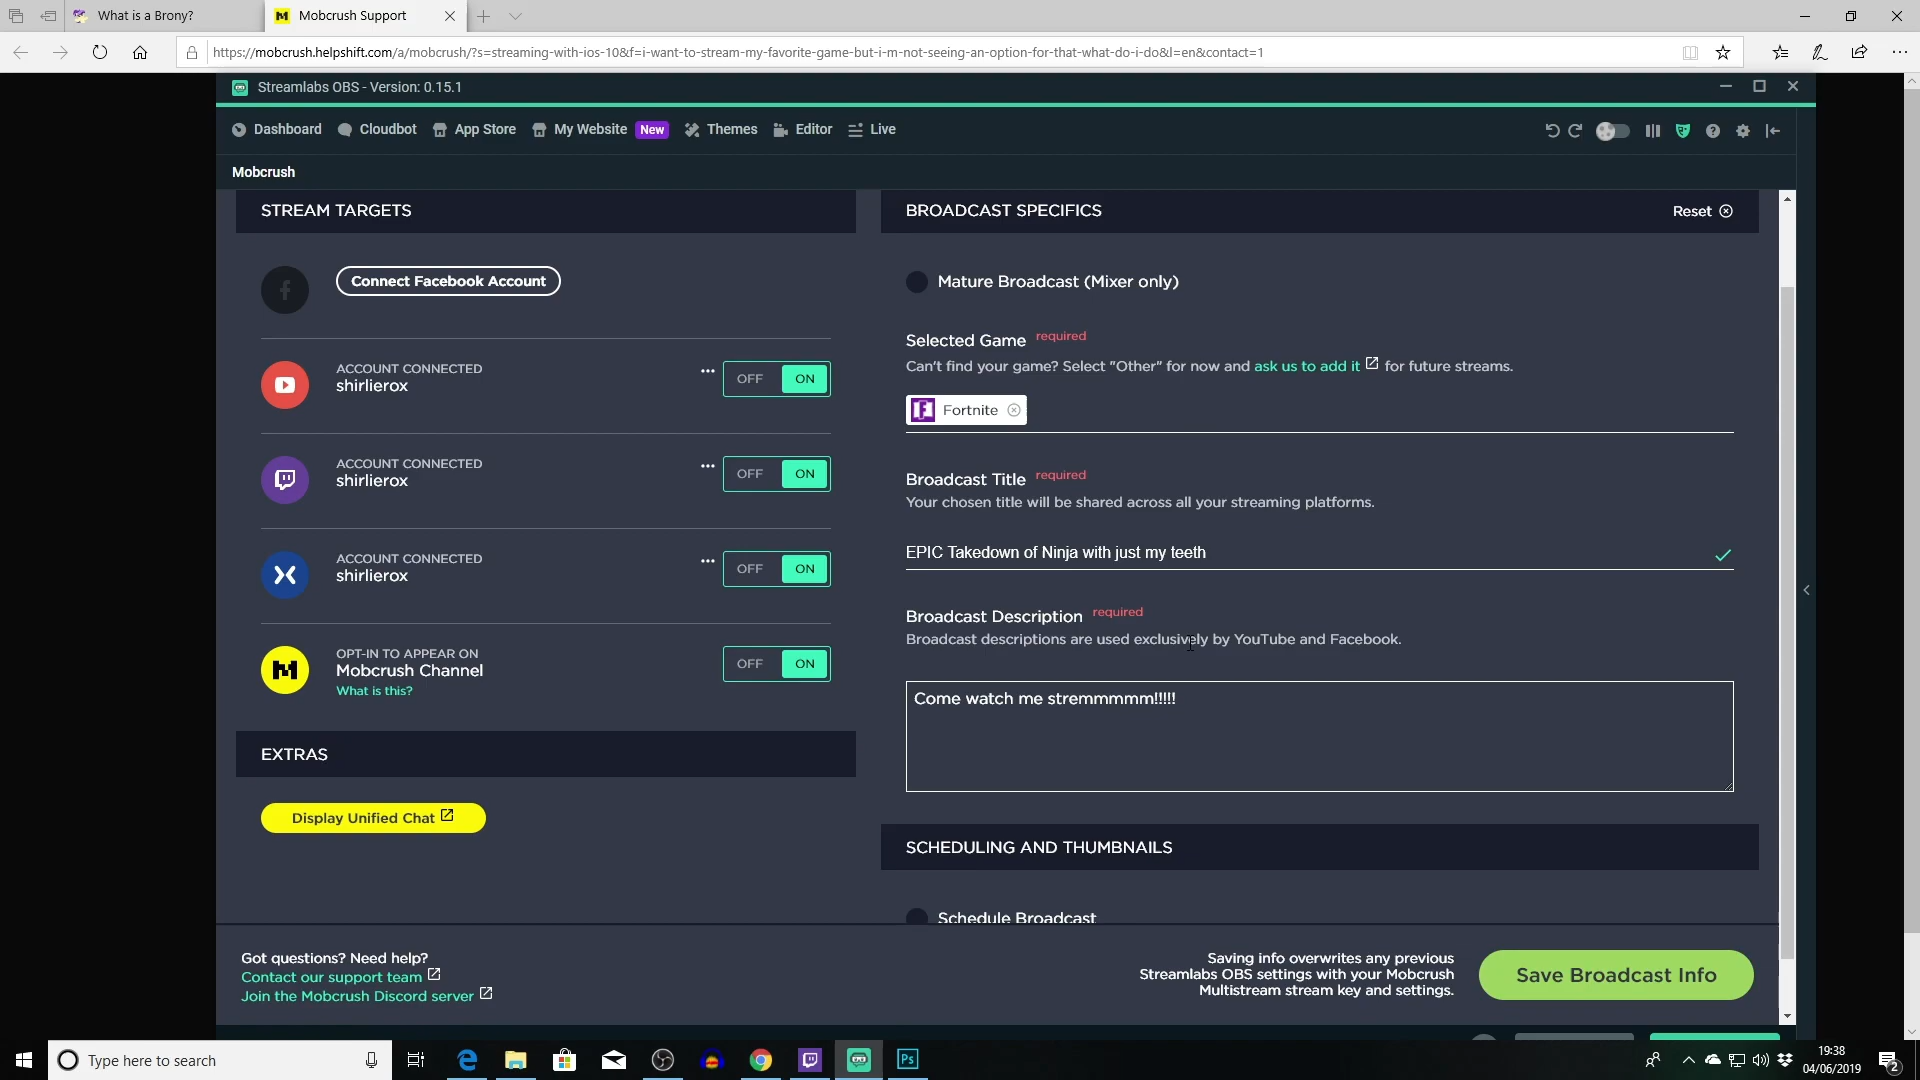 What is a Brony?
Mobcrush Support
https://mobcrush.helpshift.com/a/mobcrush/?s=streaming-with-ios-10&f=i-want-to-stream-my-favorite-game-but-i-m-not-seeing-an-option-for-that-what-do-i-do&l=en&contact=1
Streamlabs OBS - Version: 0.15.1
Dashboard Cloudbot App Store My Website New Themes Editor Live
Mobcrush
STREAM TARGETS
Connect Facebook Account
ACCOUNT CONNECTED
shirlierox
OFF ON
ACCOUNT CONNECTED
shirlierox
OFF ON
ACCOUNT CONNECTED
shirlierox
OFF ON
OPT-IN TO APPEAR ON
Mobcrush Channel
What is this?
OFF ON
EXTRAS
Display Unified Chat
BROADCAST SPECIFICS
Reset
Mature Broadcast (Mixer only)
Selected Game required
Can't find your game? Select "Other" for now and ask us to add it for future streams.
Fortnite
Broadcast Title required
Your chosen title will be shared across all your streaming platforms.
EPIC Takedown of Ninja with just my teeth
Broadcast Description required
Broadcast descriptions are used exclusively by YouTube and Facebook.
Come watch me stremmmmm!!!!!
SCHEDULING AND THUMBNAILS
Schedule Broadcast
Got questions? Need help?
Contact our support team
Join the Mobcrush Discord server
Saving info overwrites any previous
Streamlabs OBS settings with your Mobcrush
Multistream stream key and settings.
Save Broadcast Info
Type here to search
Ps
19:38
04/06/2019
2